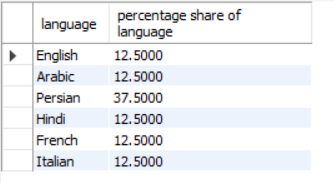 language percentage share of
language
English 12.5000
Arabic 12.5000
Persian 37.5000
Hindi 12.5000
French 12.5000
Italian 12.5000